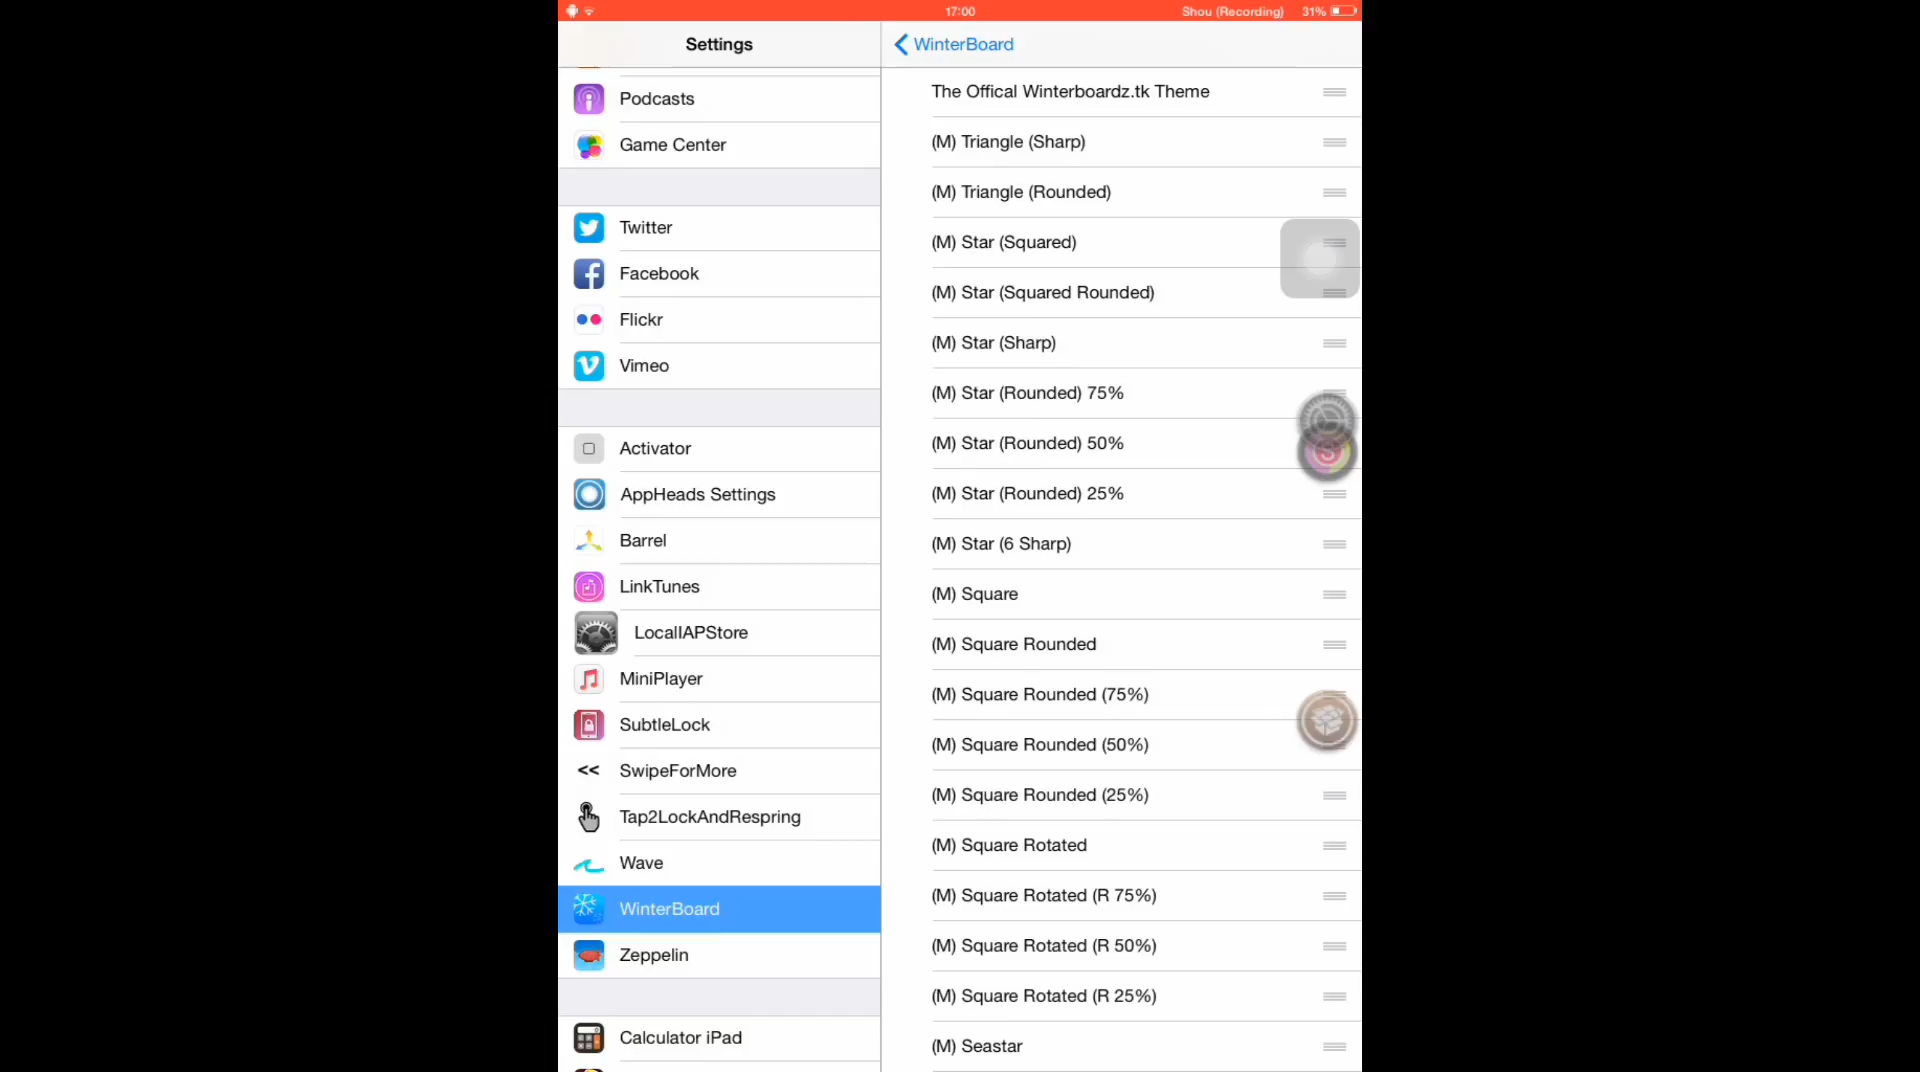 17:00
Shou (Recording) 31%
Settings
WinterBoard
Podcasts
Game Center
Twitter
Facebook
Flickr
Vimeo
Activator
AppHeads Settings
Barrel
LinkTunes
LocalIAPStore
MiniPlayer
SubtleLock
<< SwipeForMore
Tap2LockAndRespring
Wave
WinterBoard
Zeppelin
Calculator iPad
The Offical Winterboardz.tk Theme
(M) Triangle (Sharp)
(M) Triangle (Rounded)
(M) Star (Squared)
(M) Star (Squared Rounded)
(M) Star (Sharp)
(M) Star (Rounded) 75%
(M) Star (Rounded) 50%
(M) Star (Rounded) 25%
(M) Star (6 Sharp)
(M) Square
(M) Square Rounded
(M) Square Rounded (75%)
(M) Square Rounded (50%)
(M) Square Rounded (25%)
(M) Square Rotated
(M) Square Rotated (R 75%)
(M) Square Rotated (R 50%)
(M) Square Rotated (R 25%)
(M) Seastar